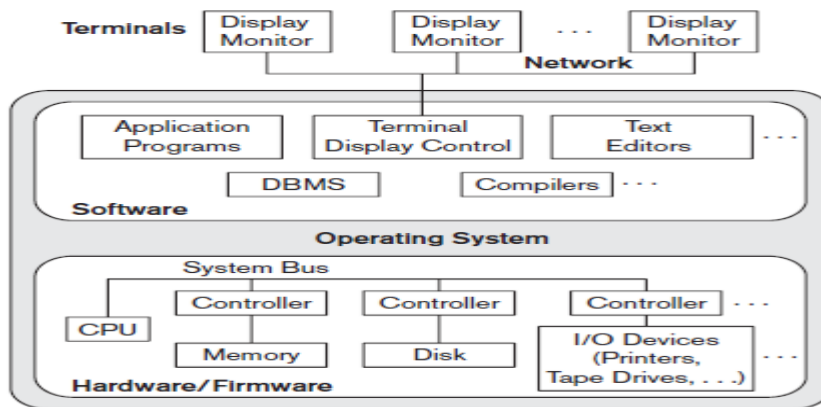 Terminals
Display Monitor
Display Monitor
. . .
Display Monitor
Network
Application Programs
Terminal Display Control
Text Editors
. . .
DBMS
Compilers
. . .
Software
Operating System
System Bus
Controller
Controller
Controller
. . .
CPU
Memory
Disk
I/O Devices
(Printers,
Tape Drives, . . .)
. . .
Hardware/Firmware